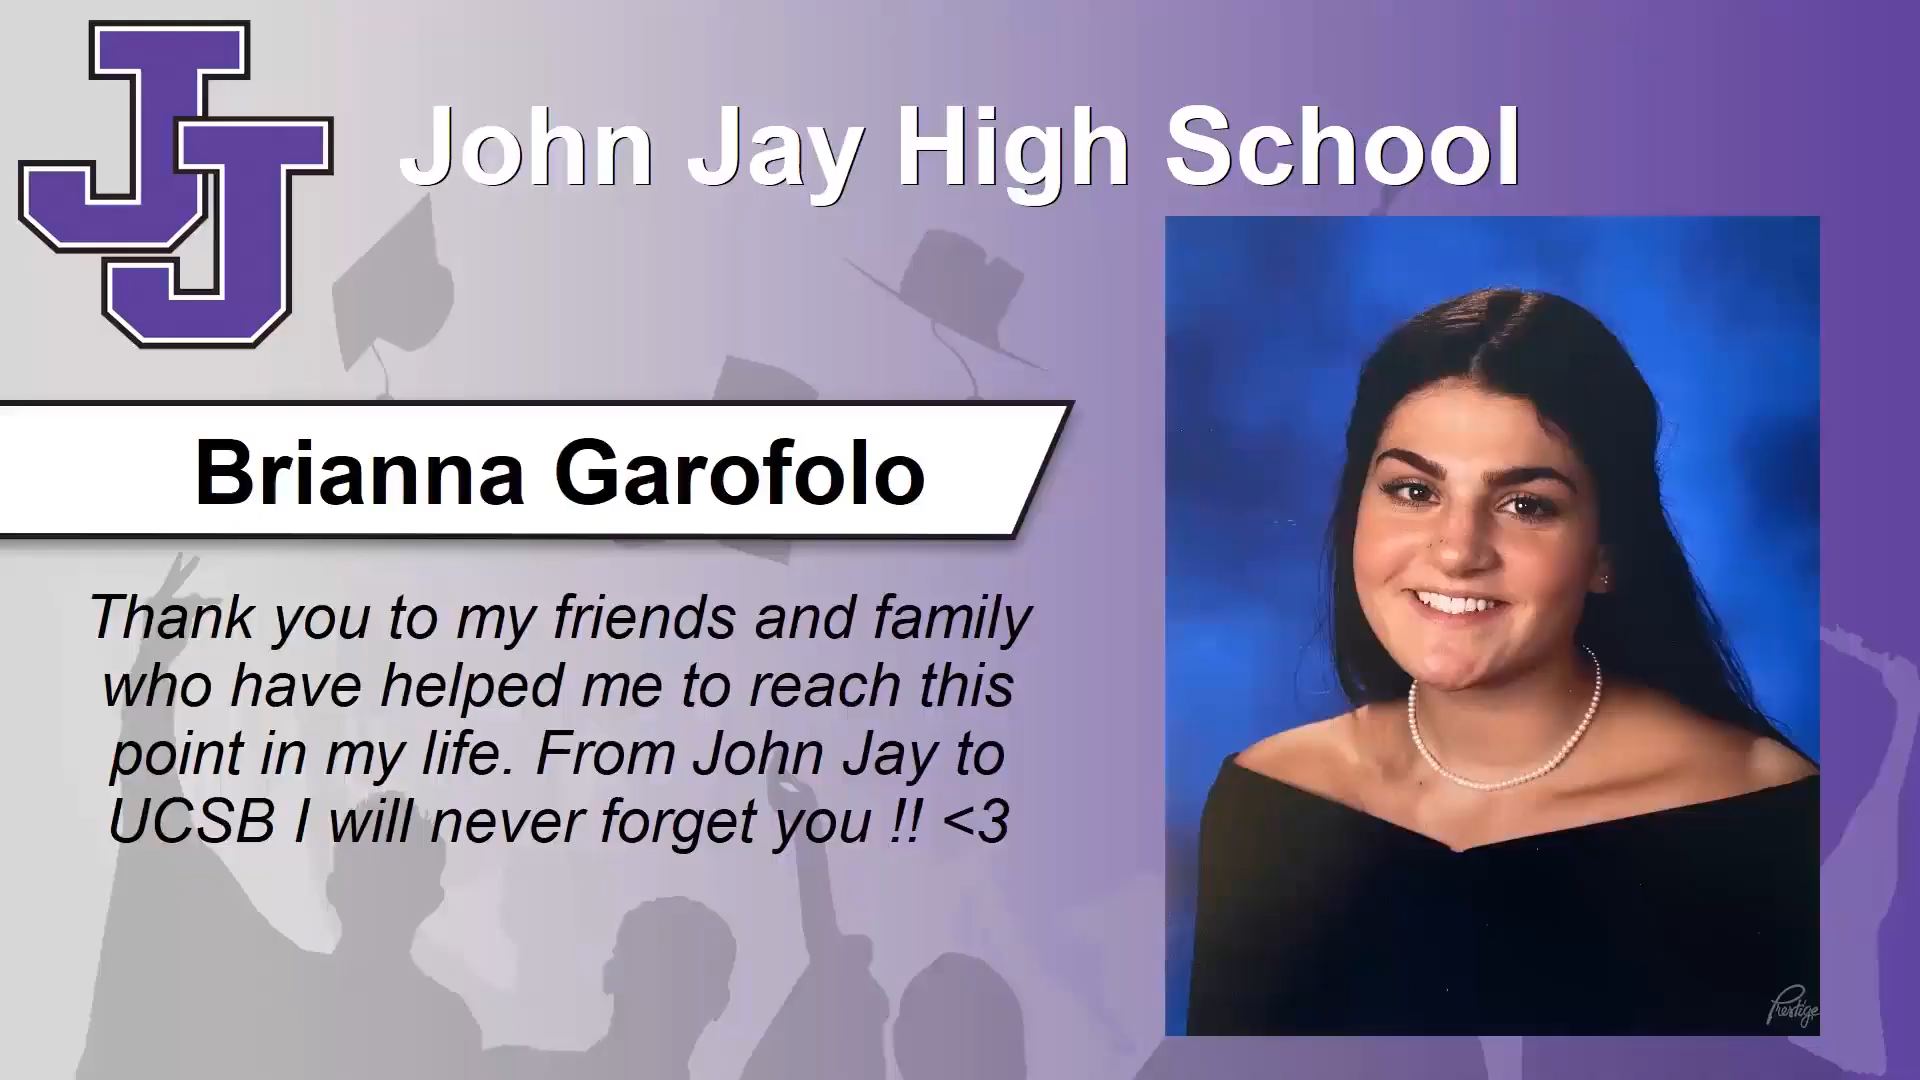 JJ
John Jay High School
Brianna Garofolo
Thank you to my friends and family
who have helped me to reach this
point in my life. From John Jay to
UCSB I will never forget you !! <3
Prestige